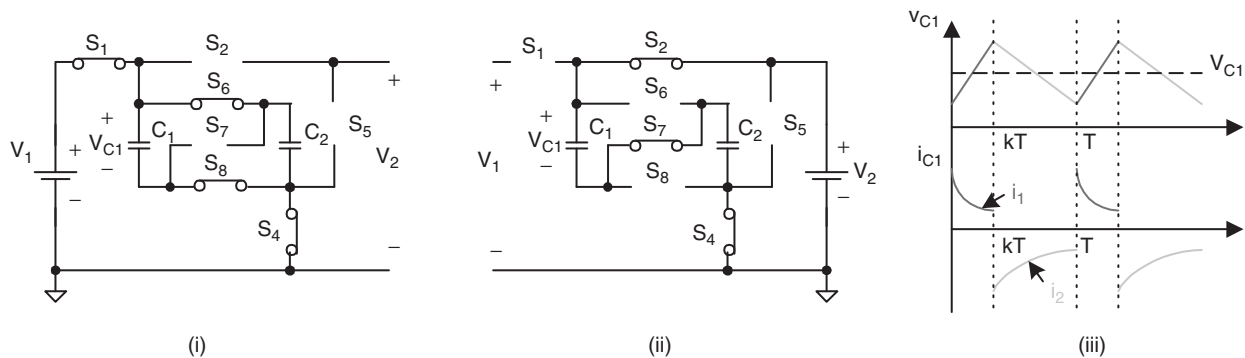 S1
S2
S6
S7
S8
S5
S4
C1
C2
V1
VC1
V2
+
−
+
−
+
−
(i)
S1
S2
S6
S7
S8
S5
S4
C1
C2
V1
VC1
V2
+
−
+
−
+
−
(ii)
vC1
VC1
kT
T
iC1
i1
kT
T
i2
(iii)